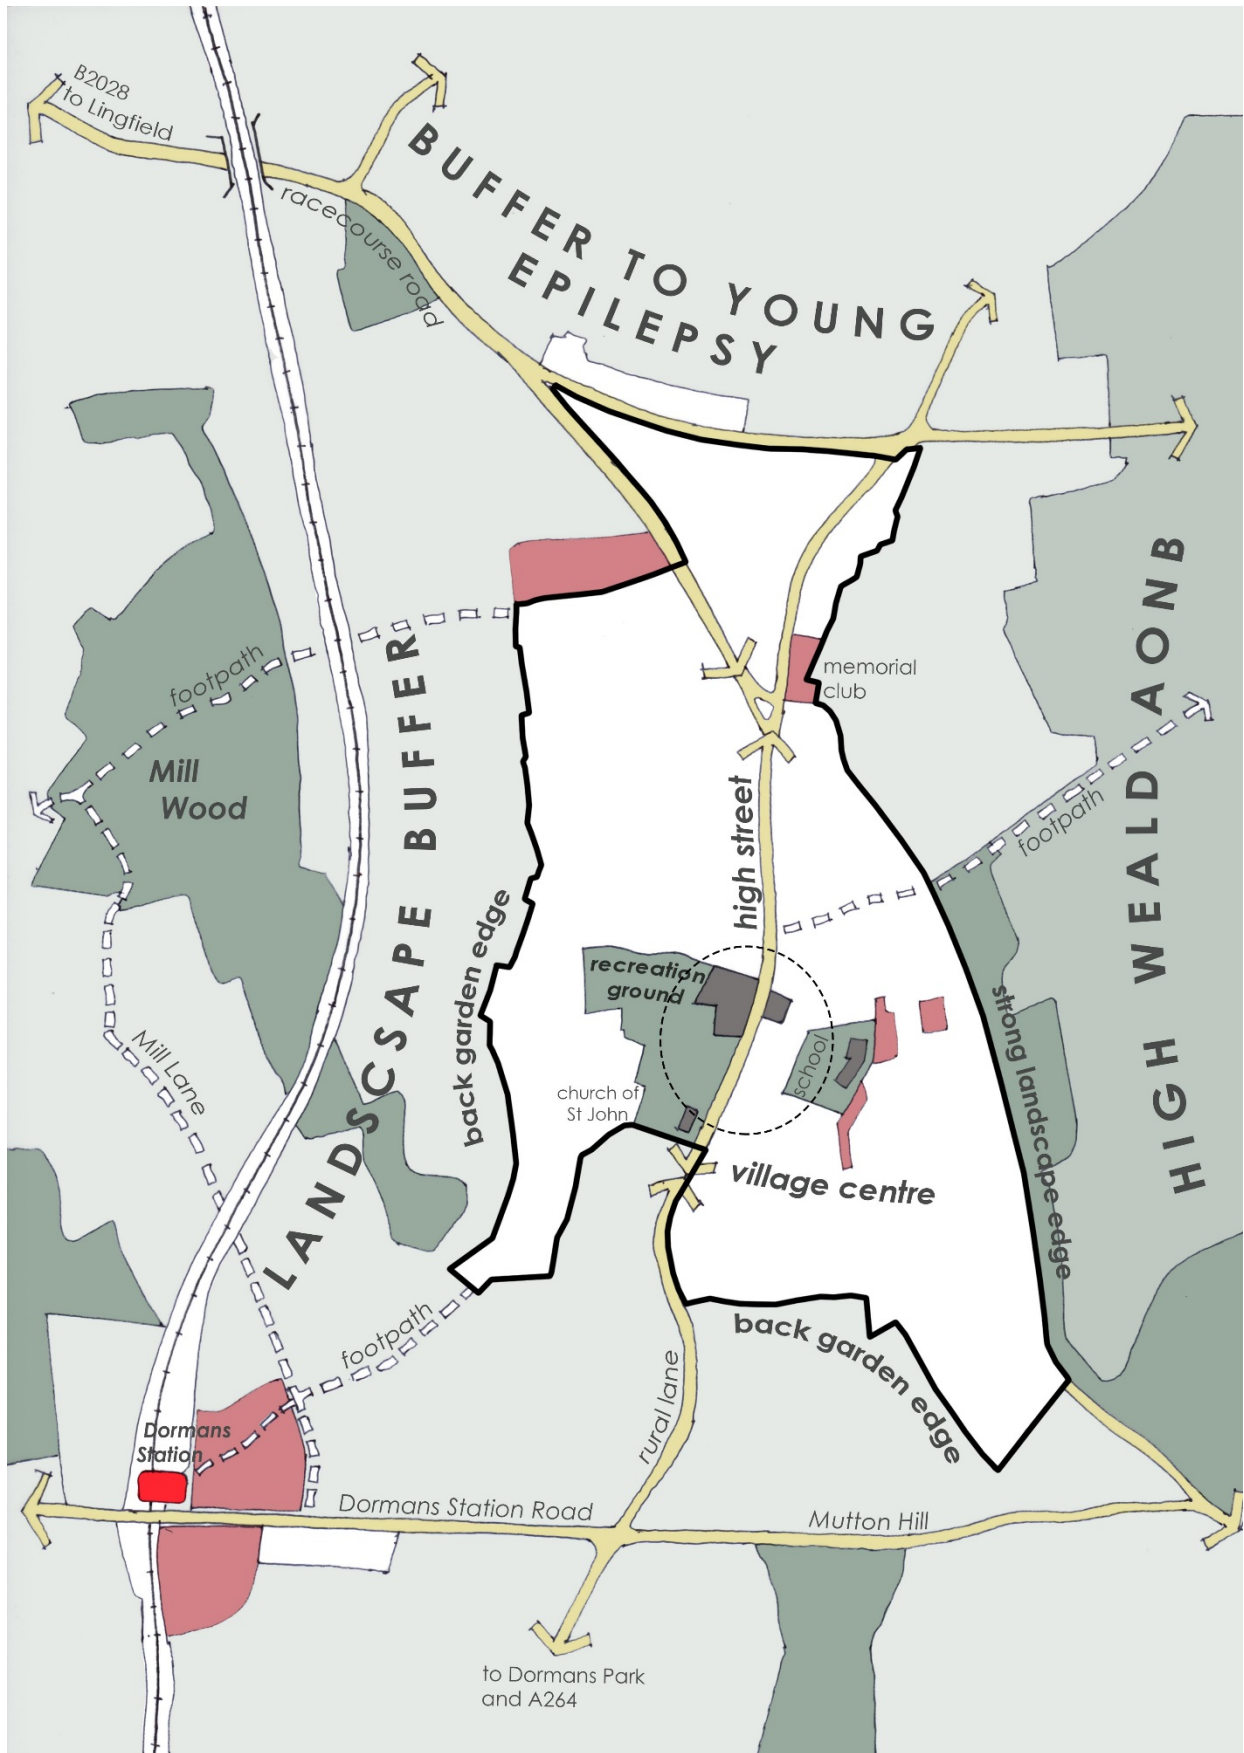 B2028
to Lingfield
racecourse road
BUFFER TO YOUNG
EPILEPSY
memorial
club
footpath
Mill
Wood
LANDSCSAPE BUFFER
HIGH WEALD AONB
footpath
high street
back garden edge
recreation
ground
strong landscape edge
school
Mill Lane
church of
St John
village centre
footpath
back garden edge
rural lane
Dormans
Station
Dormans Station Road
Mutton Hill
to Dormans Park
and A264